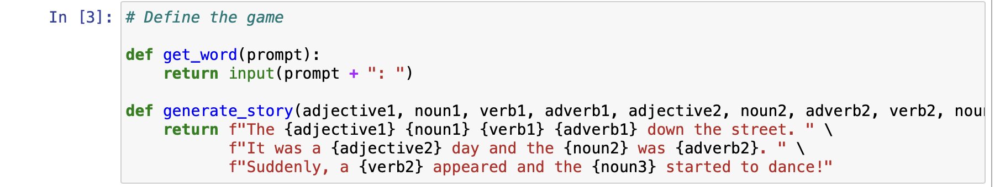 In [3]: # Define the game
def get_word(prompt):
    return input(prompt + ": ")
def generate_story(adjective1, noun1, verb1, adverb1, adjective2, noun2, adverb2, verb2,
    return f"The {adjective1} {noun1} {verb1} {adverb1} down the street. " \
           f"It was a {adjective2} day and the {noun2} was {adverb2}. " \
           f"Suddenly, a {verb2} appeared and the {noun3} started to dance!"